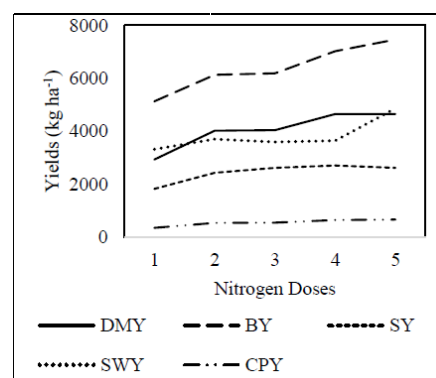 8000
6000
4000
2000
0
Yields (kg ha⁻¹)
1 2 3 4 5
Nitrogen Doses
DMY BY SY
SWY CPY